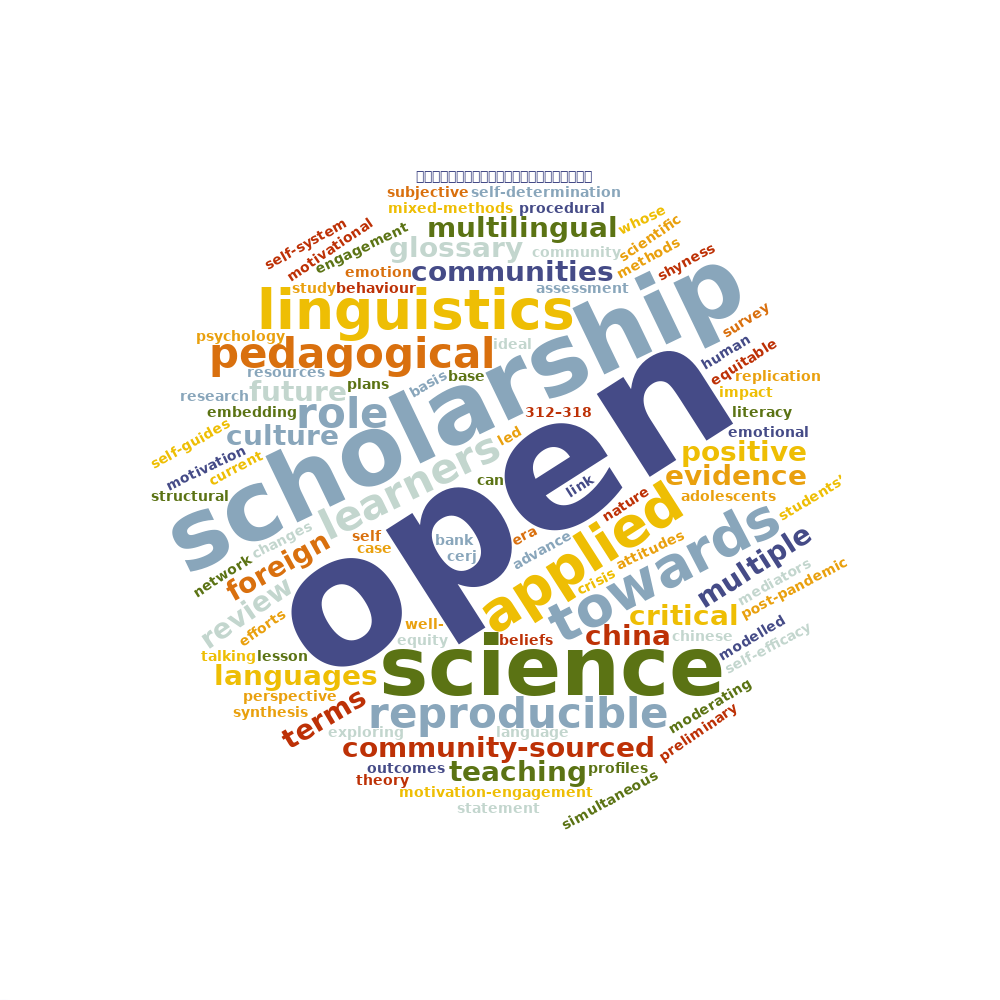 subjective self-determination
mixed-methods procedural
multilingual whose
self-system motivational engagement glossary community scientific
emotion communities methods shyness
study behaviour assessment
linguistics scholarship
psychology survey
pedagogical ideal human
resources basis base equitable replication
research future plans impact
embedding role 312–318 literacy
self-guides culture led emotional
motivation current learners open positive
structural can link evidence
nature adolescents students'
changes self bank era applied towards
foreign case cerj advance attitudes multiple
network crisis mediators post-pandemic
review efforts well- critical
equity beliefs china chinese modelled
talking lesson science self-efficacy
languages
perspective moderating
synthesis terms reproducible preliminary
exploring language
community-sourced
outcomes teaching profiles
theory
motivation-engagement simultaneous
statement